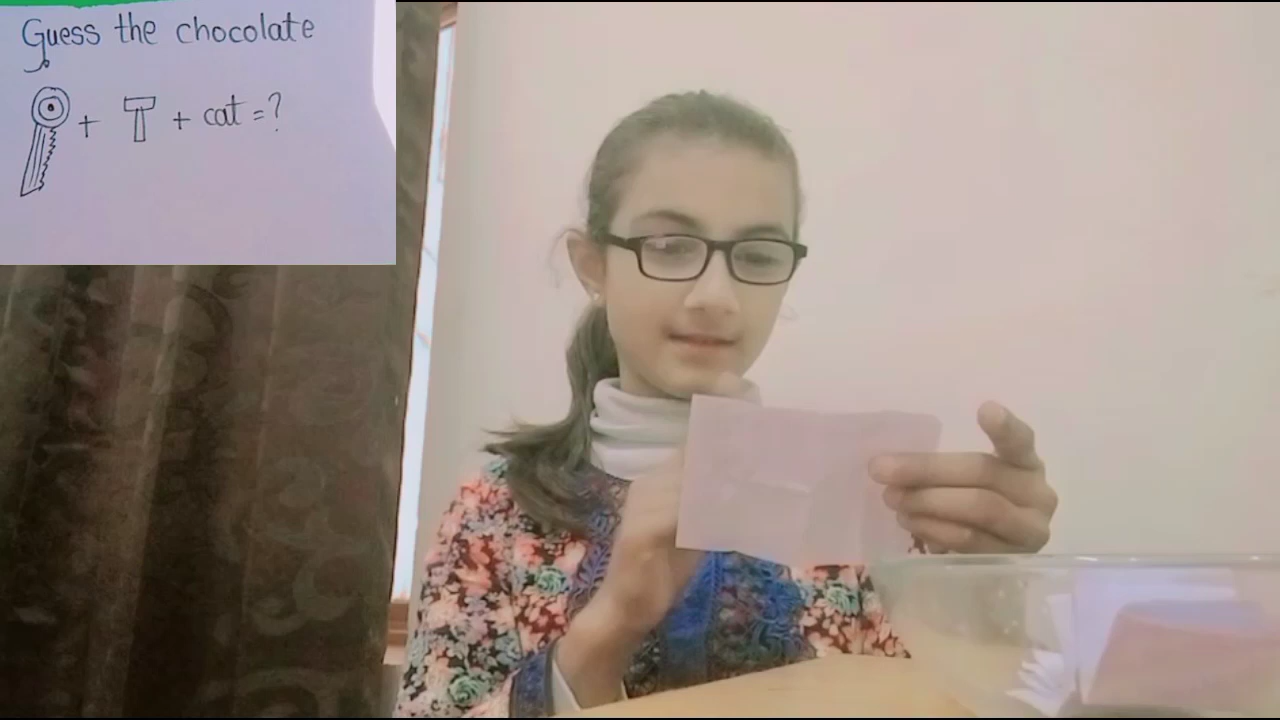 Guess the chocolate
+ T + cat = ?